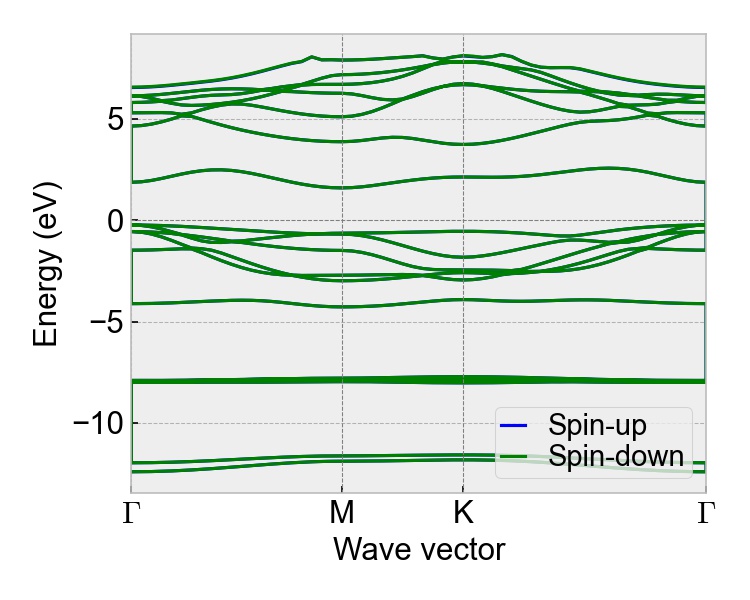 5
0
−5
−10
Energy (eV)
Spin-up
Spin-down
Γ M K Γ
Wave vector